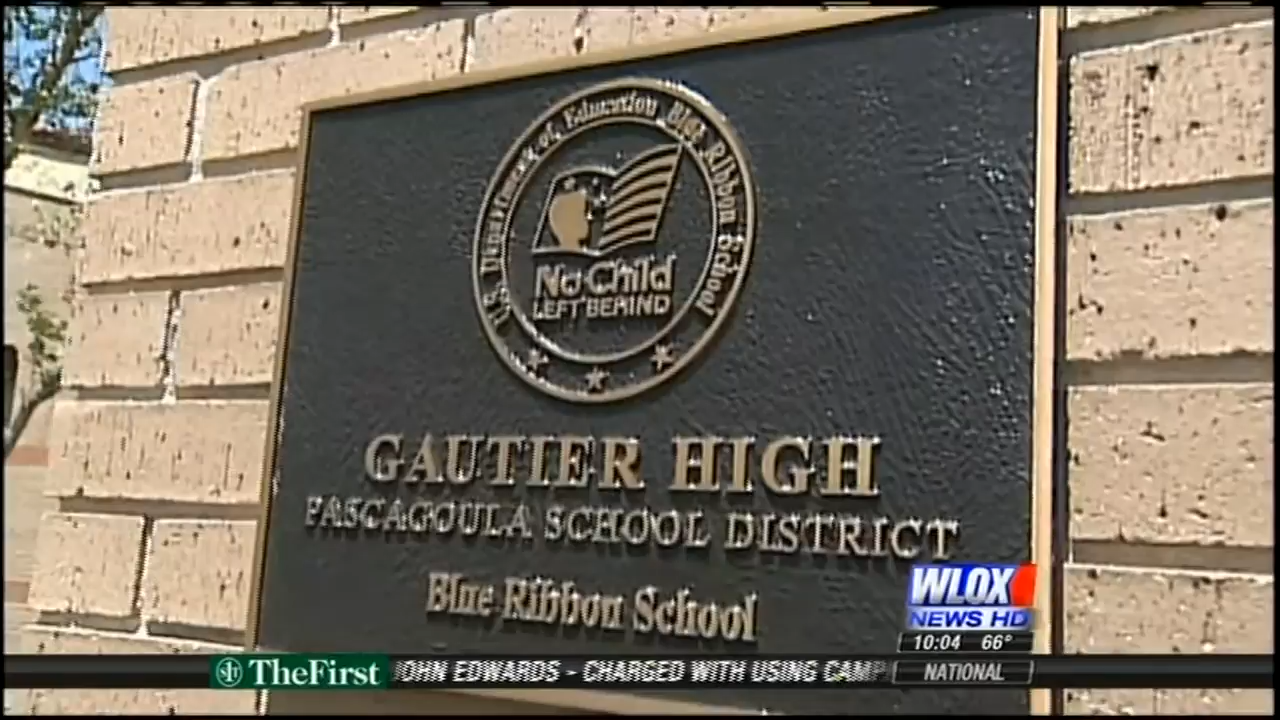 U.S. Department of Education Blue Ribbon School
No Child
LEFT BEHIND
GAUTIER HIGH
PASCAGOULA SCHOOL DISTRICT
Blue Ribbon School
WLOX
NEWS HD
10:04 66°
TheFirst OHN EDWARDS - CHARGED WITH USING CAMP NATIONAL